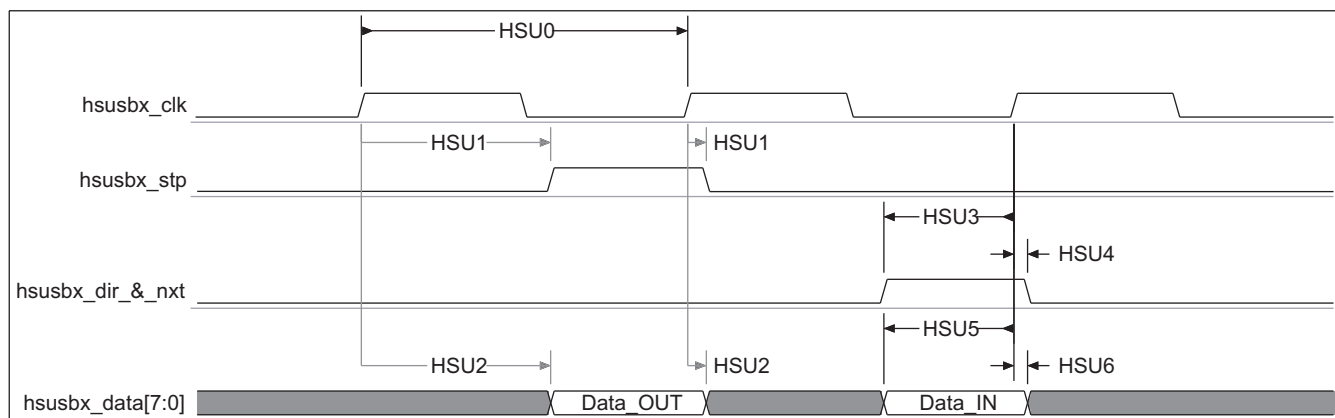 HSU0
hsusbx_clk
HSU1 HSU1
hsusbx_stp
HSU3
HSU4
hsusbx_dir_&_nxt
HSU5
HSU2 HSU2 HSU6
hsusbx_data[7:0] Data_OUT Data_IN